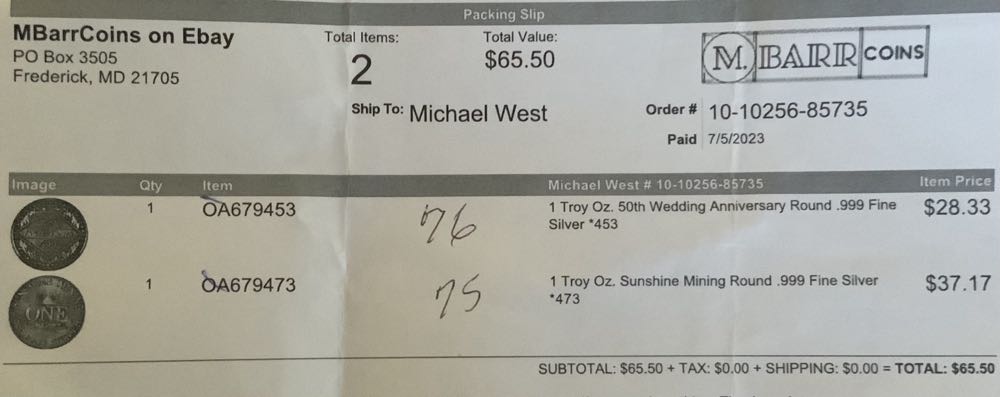 Packing Slip
MBarrCoins on Ebay
PO Box 3505
Frederick, MD 21705
Total Items:
2
Total Value:
$65.50
M. BARR COINS
Ship To: Michael West
Order # 10-10256-85735
Paid 7/5/2023
Image Qty Item Michael West # 10-10256-85735 Item Price
1 OA679453 76 1 Troy Oz. 50th Wedding Anniversary Round .999 Fine $28.33
Silver *453
ONE
1 OA679473 75 1 Troy Oz. Sunshine Mining Round .999 Fine Silver $37.17
*473
SUBTOTAL: $65.50 + TAX: $0.00 + SHIPPING: $0.00 = TOTAL: $65.50